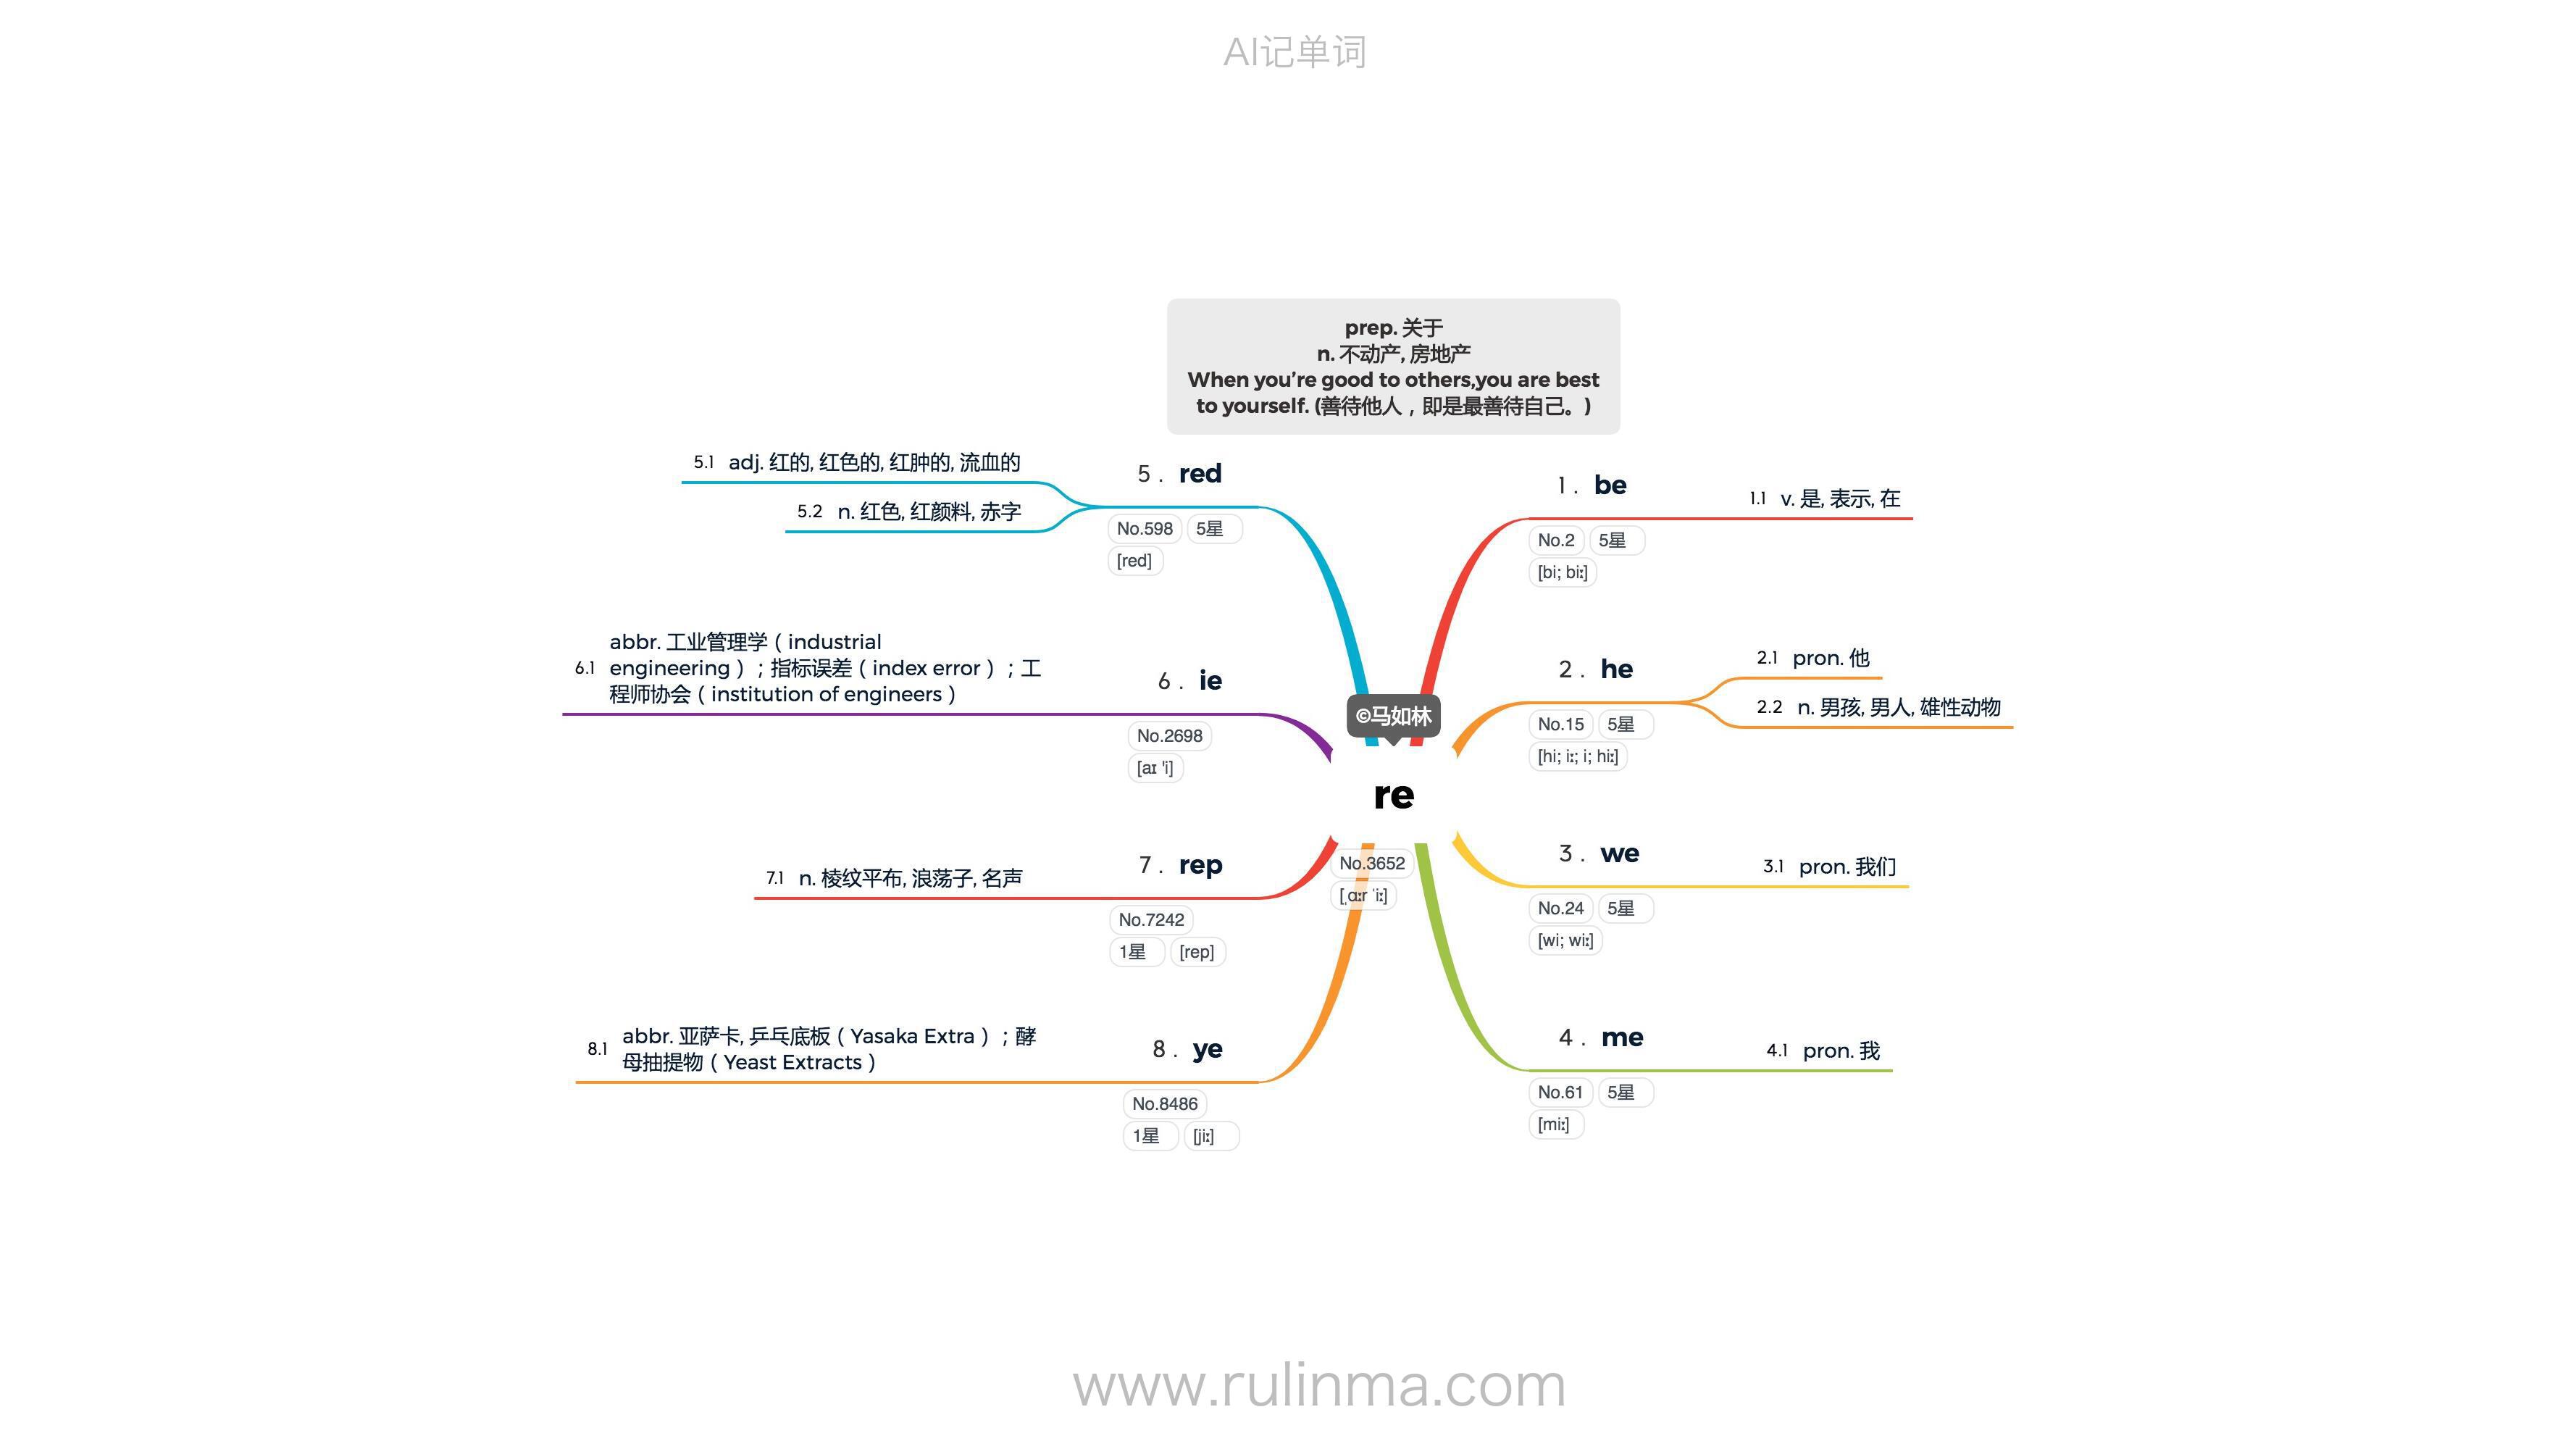 AI记单词
prep. 关于
n. 不动产, 房地产
When you’re good to others,you are best
to yourself. (善待他人，即是最善待自己。)
©马如林
re
No.3652
[ˌɑːr ˈiː]
1 . be
No.2 5星
[bi; biː]
1.1 v. 是, 表示, 在
2 . he
No.15 5星
[hi; iː; i; hiː]
2.1 pron. 他
2.2 n. 男孩, 男人, 雄性动物
3 . we
No.24 5星
[wi; wiː]
3.1 pron. 我们
4 . me
No.61 5星
[miː]
4.1 pron. 我
5 . red
No.598 5星
[red]
5.1 adj. 红的, 红色的, 红肿的, 流血的
5.2 n. 红色, 红颜料, 赤字
6 . ie
No.2698
[aɪ 'i]
6.1 abbr. 工业管理学（industrial
engineering）；指标误差（index error）；工
程师协会（institution of engineers）
7 . rep
No.7242
1星 [rep]
7.1 n. 棱纹平布, 浪荡子, 名声
8 . ye
No.8486
1星 [jiː]
8.1 abbr. 亚萨卡, 乒乓底板（Yasaka Extra）；酵
母抽提物（Yeast Extracts）
www.rulinma.com